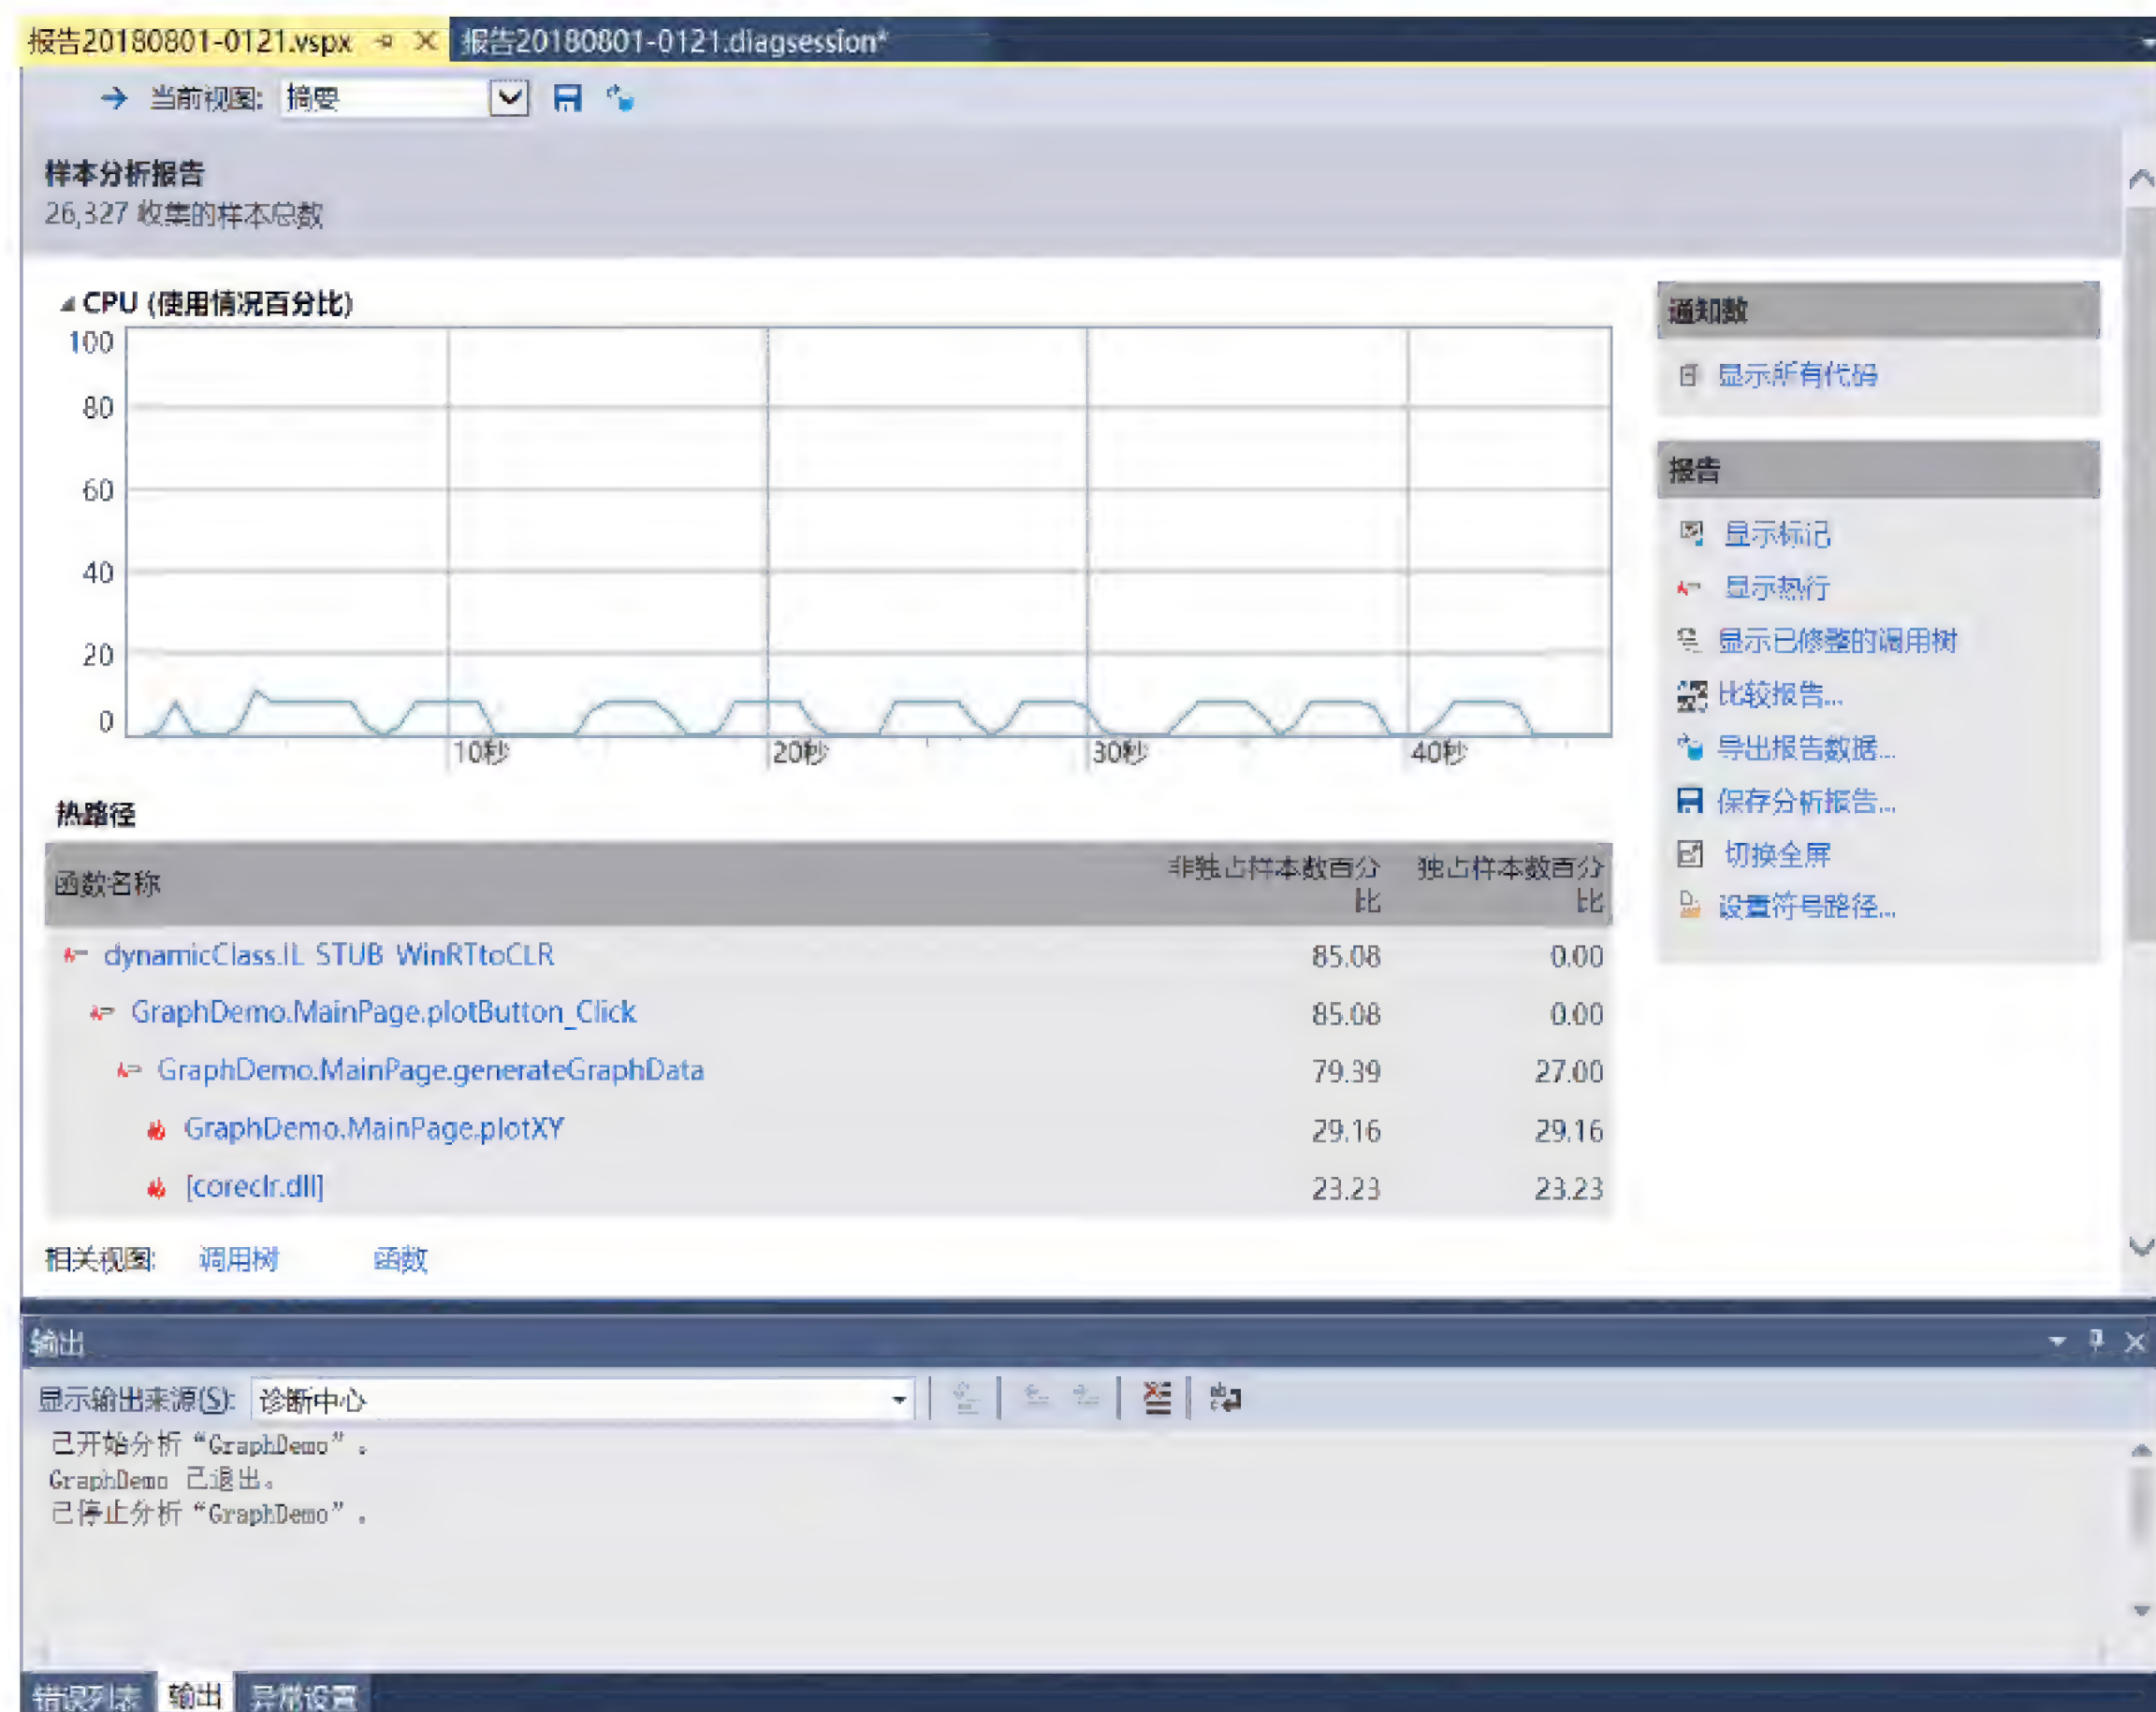 报告20180801-0121.vspx 报告20180801-0121.diagsession*
当前视图: 摘要
样本分析报告
26,327 收集的样本总数
CPU (使用情况百分比)
100
80
60
40
20
0
10秒 20秒 30秒 40秒
热路径
函数名称 非独占样本数百分比 独占样本数百分比
dynamicClass.IL_STUB_WinRTtoCLR 85.08 0.00
GraphDemo.MainPage.plotButton_Click 85.08 0.00
GraphDemo.MainPage.generateGraphData 79.39 27.00
GraphDemo.MainPage.plotXY 29.16 29.16
[coreclr.dll] 23.23 23.23
相关视图: 调用树 函数
通知数
显示所有代码
报告
显示标记
显示热行
显示已修整的调用树
比较报告...
导出报告数据...
保存分析报告...
切换全屏
设置符号路径...
输出
显示输出来源(S): 诊断中心
已开始分析“GraphDemo”。
GraphDemo 已退出。
已停止分析“GraphDemo”。
错误列表 输出 异常设置